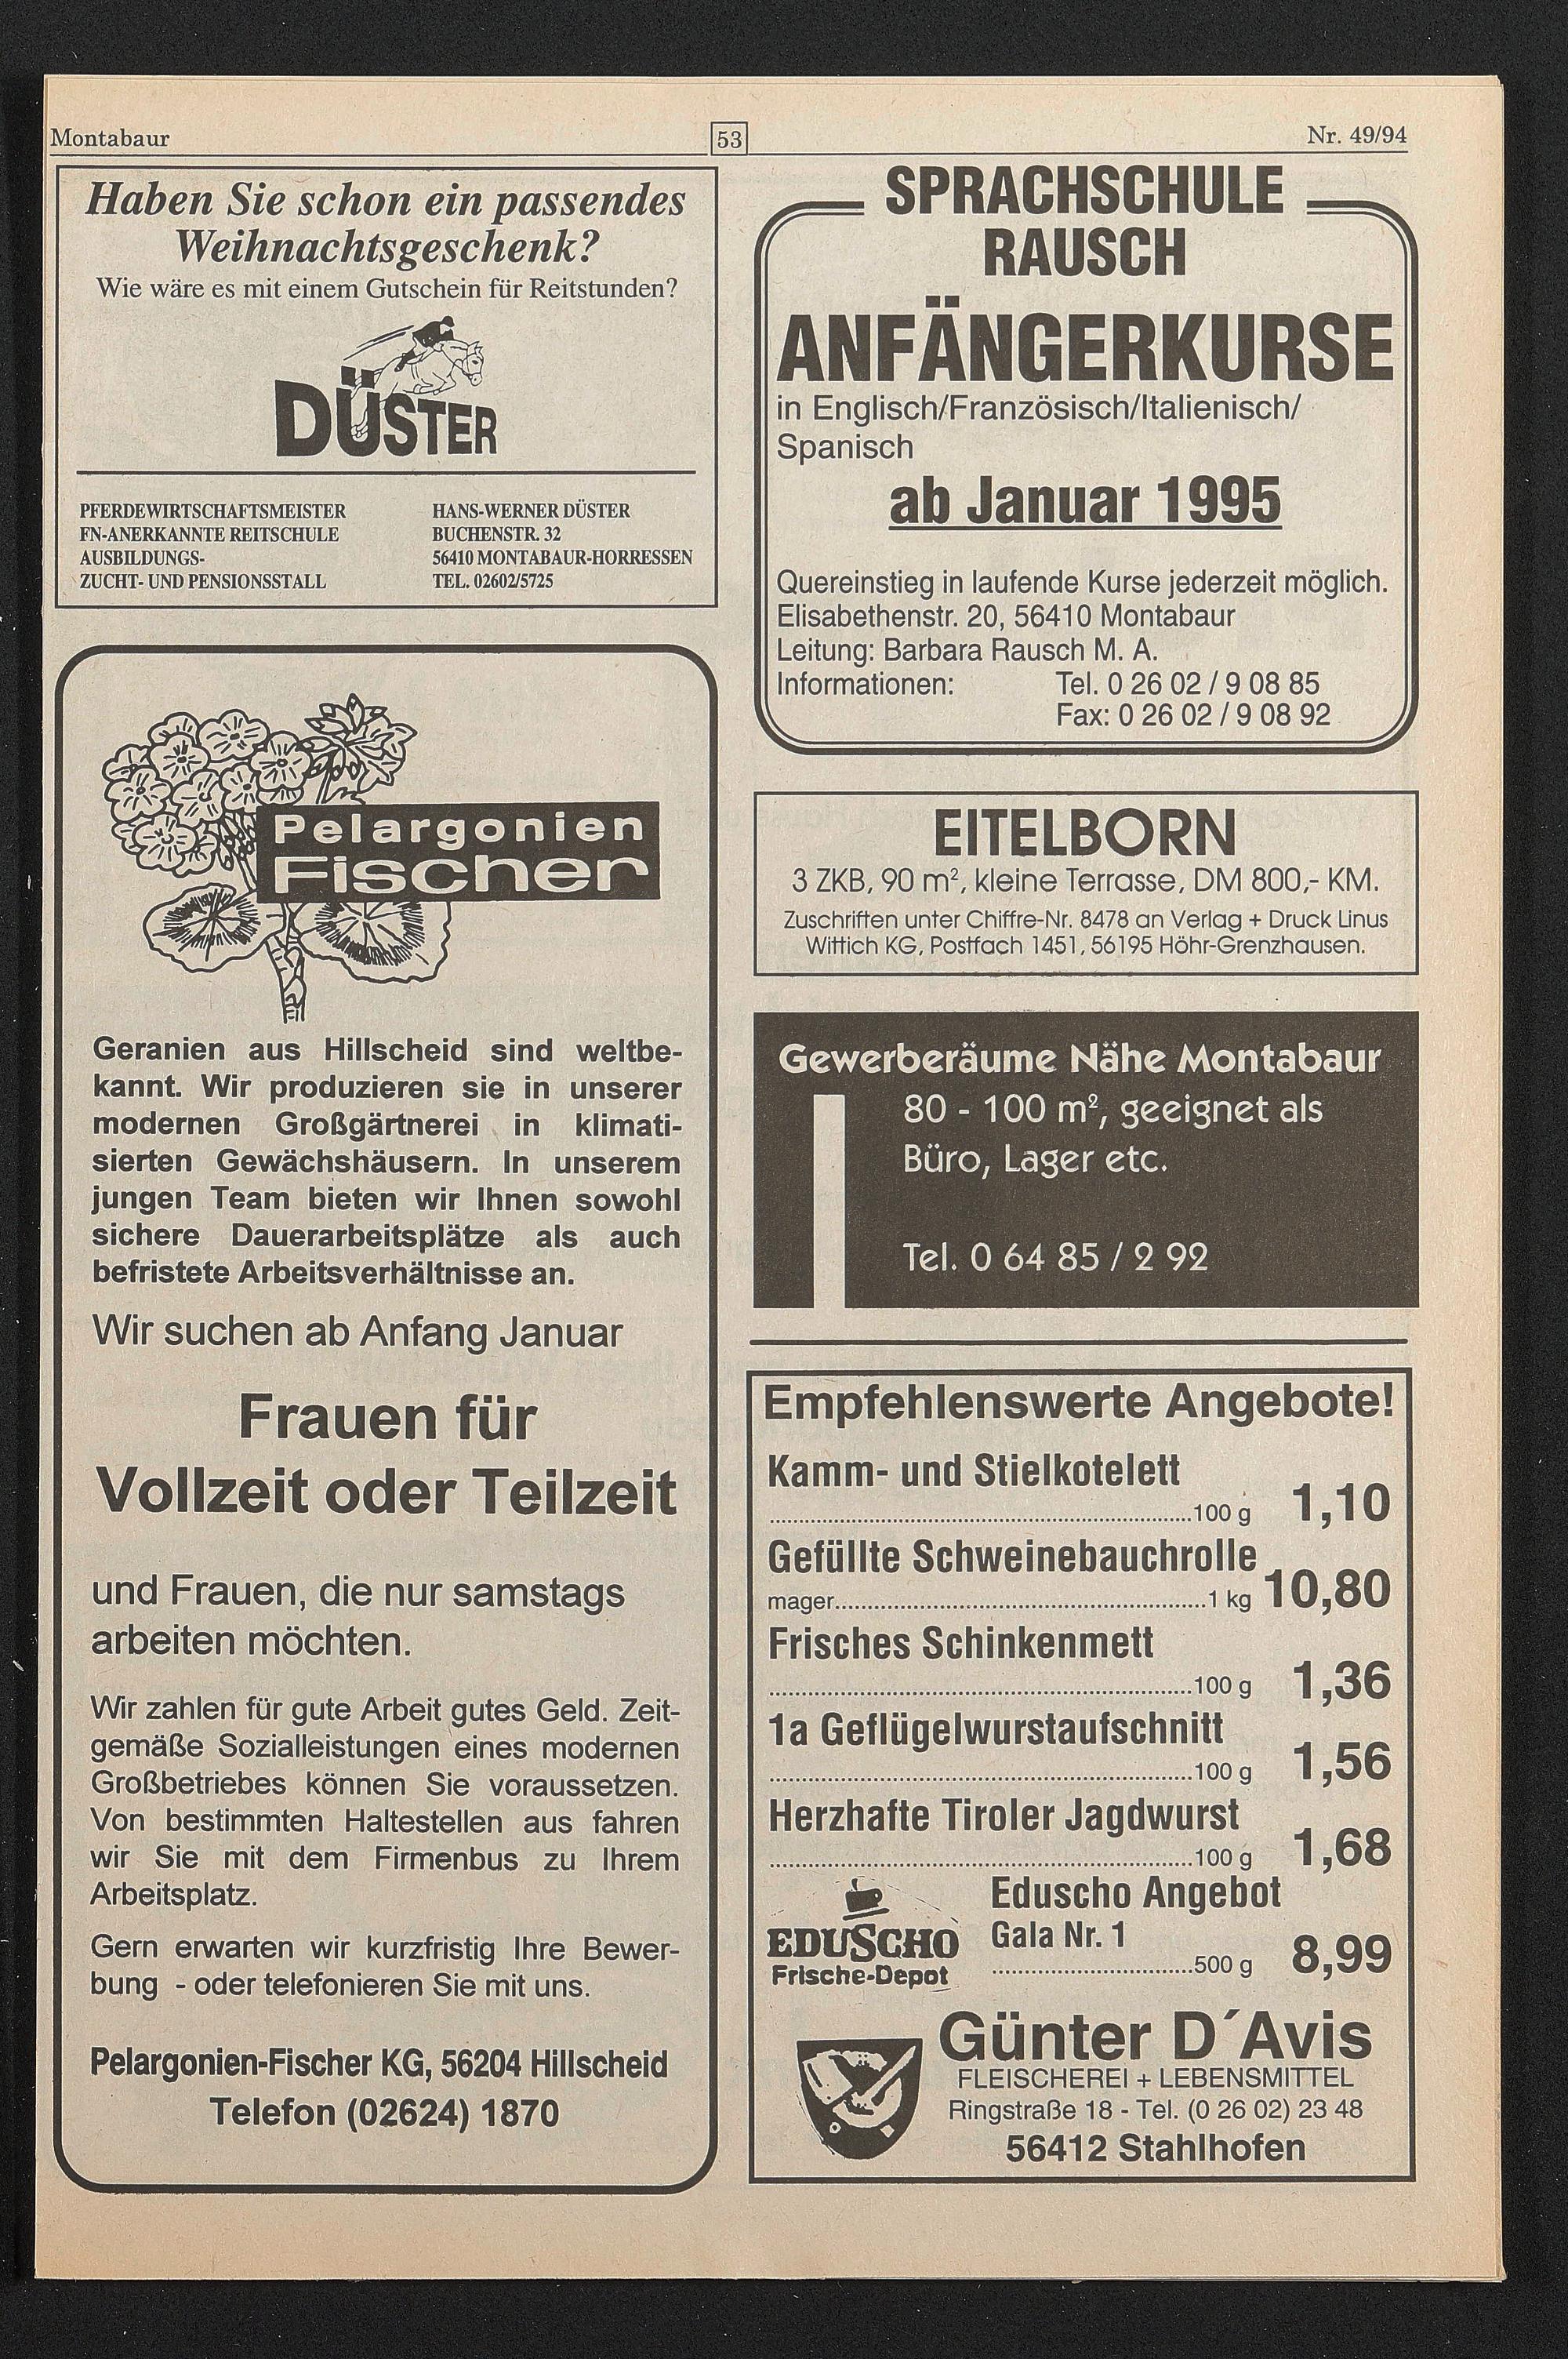 Montabaur
53
Nr. 49/94
Haben Sie schon ein passendes
Weihnachtsgeschenk?
Wie wäre es mit einem Gutschein für Reitstunden?
DÜSTER
PFERDEWIRTSCHAFTSMEISTER
FN-ANERKANNTE REITSCHULE
AUSBILDUNGS-
ZUCHT- UND PENSIONSSTALL
HANS-WERNER DÜSTER
BUCHENSTR. 32
56410 MONTABAUR-HORRESSEN
TEL. 02602/5725
Pelargonien
Fischer
Geranien aus Hillscheid sind weltbe-
kannt. Wir produzieren sie in unserer
modernen Großgärtnerei in klimati-
sierten Gewächshäusern. In unserem
jungen Team bieten wir Ihnen sowohl
sichere Dauerarbeitsplätze als auch
befristete Arbeitsverhältnisse an.
Wir suchen ab Anfang Januar
Frauen für
Vollzeit oder Teilzeit
und Frauen, die nur samstags
arbeiten möchten.
Wir zahlen für gute Arbeit gutes Geld. Zeit-
gemäße Sozialleistungen eines modernen
Großbetriebes können Sie voraussetzen.
Von bestimmten Haltestellen aus fahren
wir Sie mit dem Firmenbus zu Ihrem
Arbeitsplatz.
Gern erwarten wir kurzfristig Ihre Bewer-
bung - oder telefonieren Sie mit uns.
Pelargonien-Fischer KG, 56204 Hillscheid
Telefon (02624) 1870
SPRACHSCHULE
RAUSCH
ANFÄNGERKURSE
in Englisch/Französisch/Italienisch/
Spanisch
ab Januar 1995
Quereinstieg in laufende Kurse jederzeit möglich.
Elisabethenstr. 20, 56410 Montabaur
Leitung: Barbara Rausch M. A.
Informationen: Tel. 0 26 02 / 9 08 85
Fax: 0 26 02 / 9 08 92
EITELBORN
3 ZKB, 90 m², kleine Terrasse, DM 800,- KM.
Zuschriften unter Chiffre-Nr. 8478 an Verlag + Druck Linus
Wittich KG, Postfach 1451, 56195 Höhr-Grenzhausen.
Gewerberäume Nähe Montabaur
80 - 100 m², geeignet als
Büro, Lager etc.
Tel. 0 64 85 / 2 92
Empfehlenswerte Angebote!
Kamm- und Stielkotelett
100 g 1,10
Gefüllte Schweinebauchrolle
mager 1 kg 10,80
Frisches Schinkenmett
100 g 1,36
1a Geflügelwurstaufschnitt
100 g 1,56
Herzhafte Tiroler Jagdwurst
100 g 1,68
EDUSCHO
Frische-Depot
Eduscho Angebot
Gala Nr. 1
500 g 8,99
Günter D´Avis
FLEISCHEREI + LEBENSMITTEL
Ringstraße 18 - Tel. (0 26 02) 23 48
56412 Stahlhofen